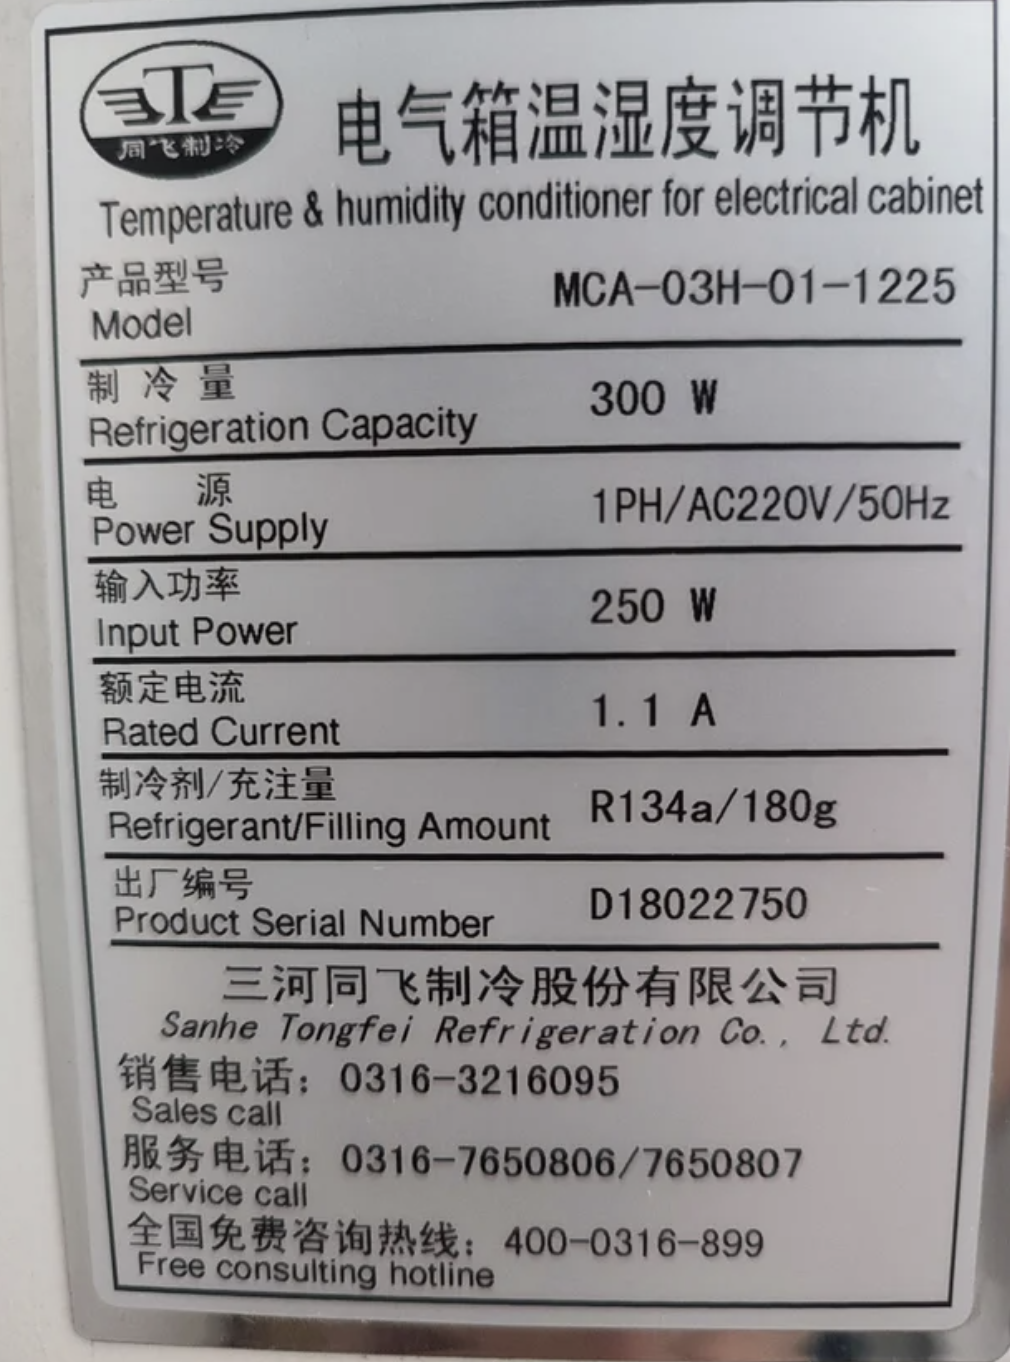 同飞制冷
电气箱温湿度调节机
Temperature & humidity conditioner for electrical cabinet
产品型号
Model
MCA-03H-01-1225
制冷量
Refrigeration Capacity
300 W
电 源
Power Supply
1PH/AC220V/50Hz
输入功率
Input Power
250 W
额定电流
Rated Current
1.1 A
制冷剂/充注量
Refrigerant/Filling Amount
R134a/180g
出厂编号
Product Serial Number
D18022750
三河同飞制冷股份有限公司
Sanhe Tongfei Refrigeration Co., Ltd.
销售电话：0316-3216095
Sales call
服务电话：0316-7650806/7650807
Service call
全国免费咨询热线：400-0316-899
Free consulting hotline